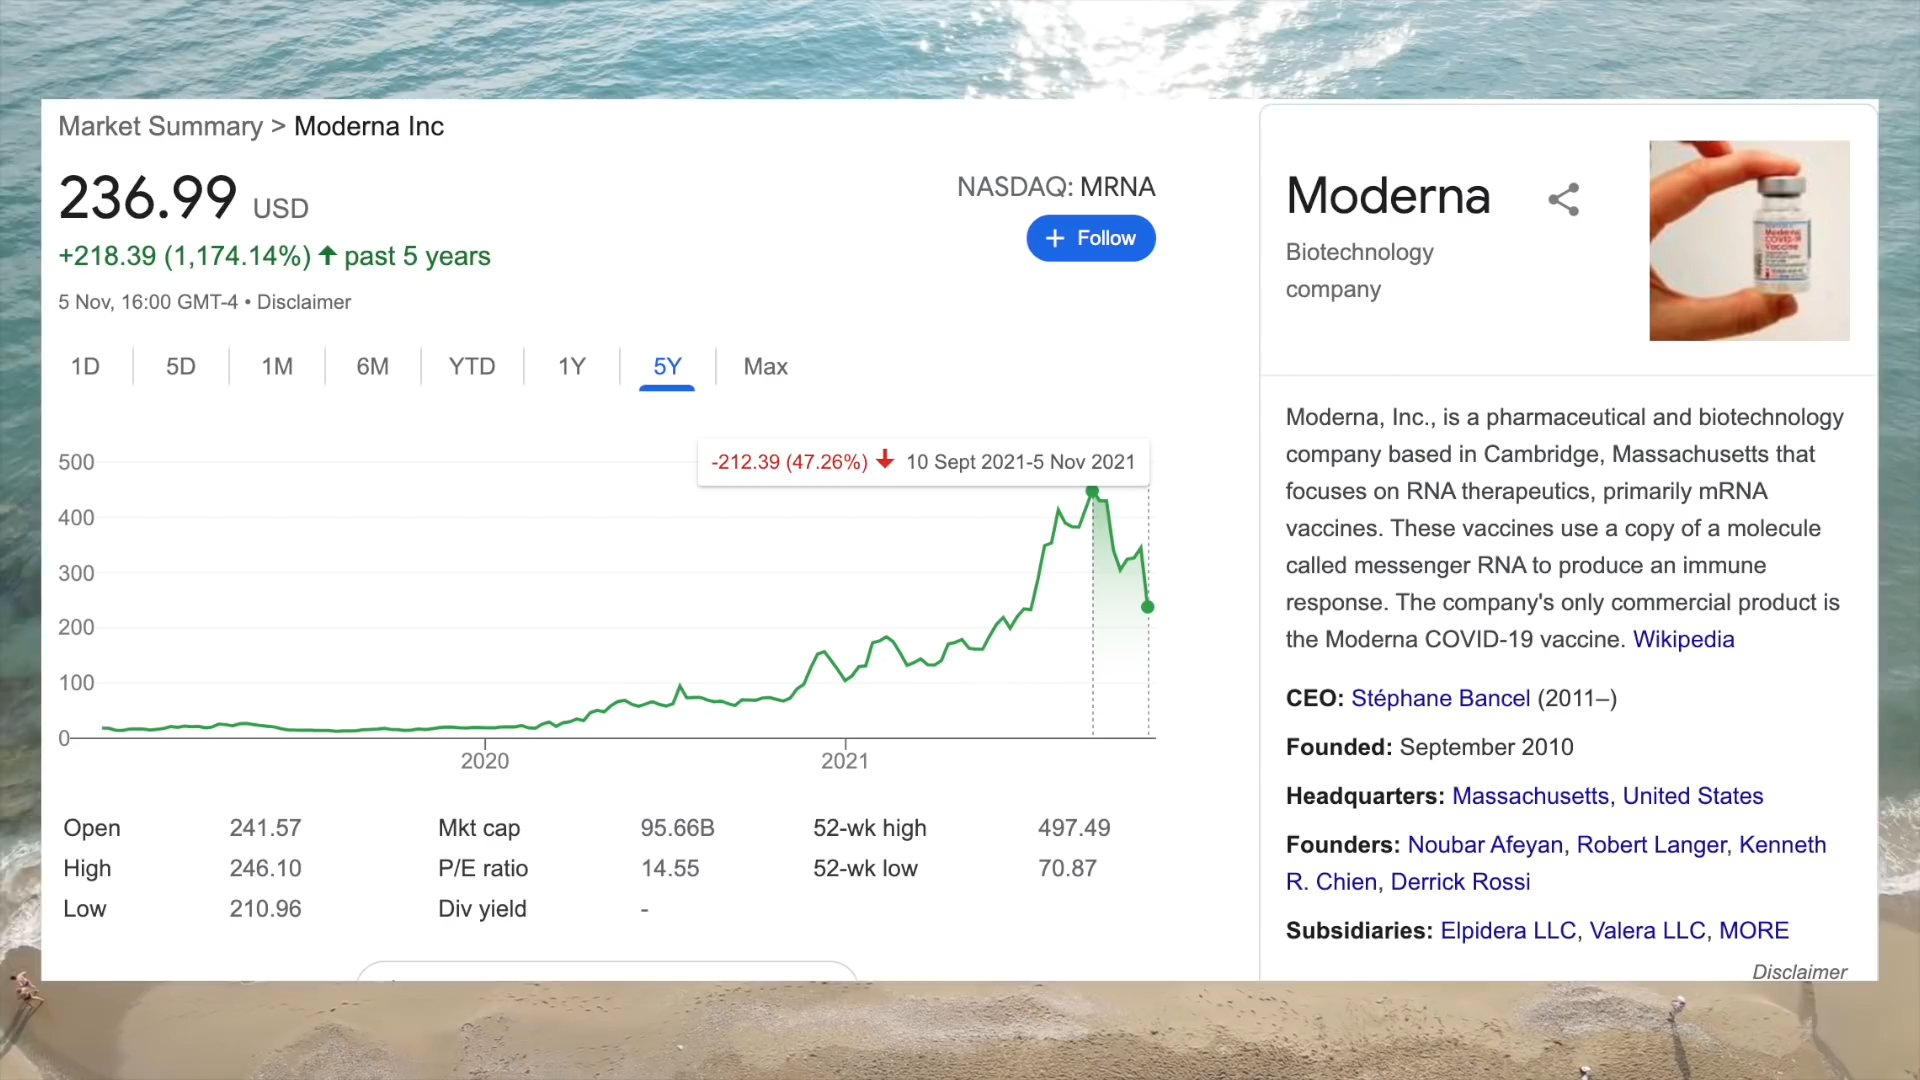 Market Summary > Moderna Inc
236.99 USD
NASDAQ: MRNA
+ Follow
+218.39 (1,174.14%) ↑ past 5 years
5 Nov, 16:00 GMT-4 • Disclaimer
1D 5D 1M 6M YTD 1Y 5Y Max
-212.39 (47.26%) ↓ 10 Sept 2021-5 Nov 2021
500
400
300
200
100
0
2020 2021
Open 241.57 Mkt cap 95.66B 52-wk high 497.49
High 246.10 P/E ratio 14.55 52-wk low 70.87
Low 210.96 Div yield -
Moderna
Biotechnology
company
Moderna
COVID-19
Vaccine
Moderna, Inc., is a pharmaceutical and biotechnology
company based in Cambridge, Massachusetts that
focuses on RNA therapeutics, primarily mRNA
vaccines. These vaccines use a copy of a molecule
called messenger RNA to produce an immune
response. The company's only commercial product is
the Moderna COVID-19 vaccine. Wikipedia
CEO: Stéphane Bancel (2011–)
Founded: September 2010
Headquarters: Massachusetts, United States
Founders: Noubar Afeyan, Robert Langer, Kenneth
R. Chien, Derrick Rossi
Subsidiaries: Elpidera LLC, Valera LLC, MORE
Disclaimer